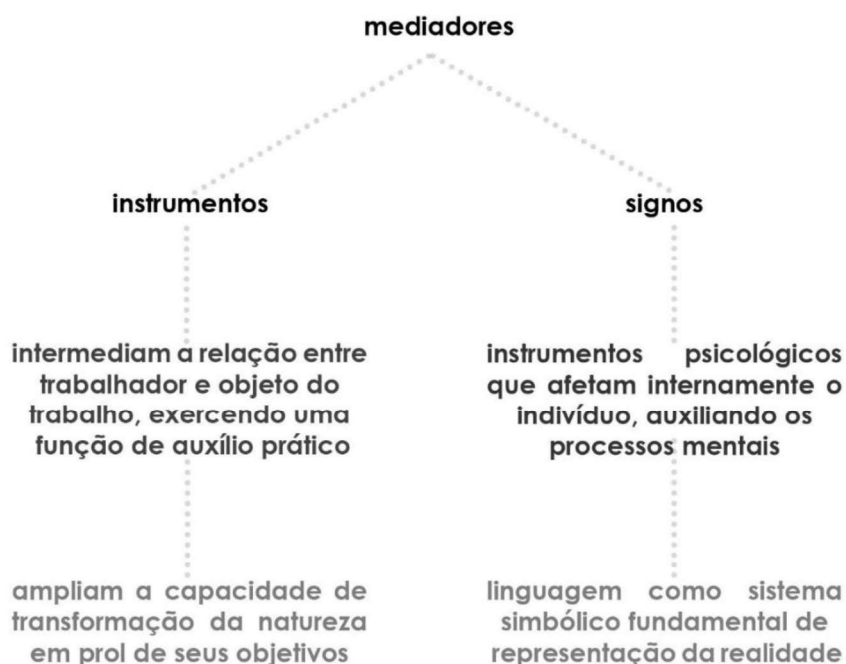 mediadores
instrumentos
signos
intermediam a relação entre
trabalhador e objeto do
trabalho, exercendo uma
função de auxílio prático
instrumentos psicológicos
que afetam internamente o
indivíduo, auxiliando os
processos mentais
ampliam a capacidade de
transformação da natureza
em prol de seus objetivos
linguagem como sistema
simbólico fundamental de
representação da realidade